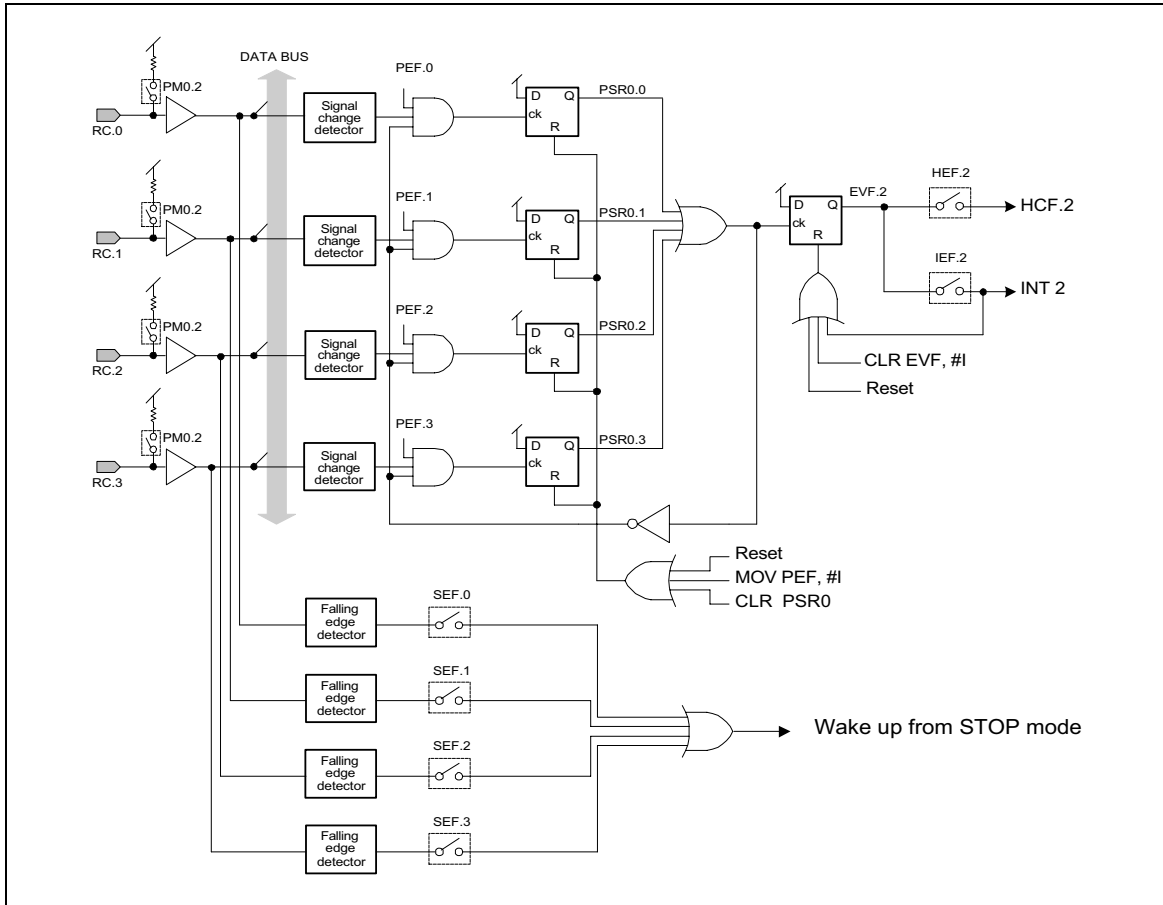 DATA BUS
PM0.2
RC.0
Signal
change
detector
PEF.0
D Q
ck
R
PSR0.0
PM0.2
RC.1
Signal
change
detector
PEF.1
D Q
ck
R
PSR0.1
PM0.2
RC.2
Signal
change
detector
PEF.2
D Q
ck
R
PSR0.2
PM0.2
RC.3
Signal
change
detector
PEF.3
D Q
ck
R
PSR0.3
D Q
ck
R
EVF.2
HEF.2
HCF.2
IEF.2
INT 2
CLR EVF, #I
Reset
Reset
MOV PEF, #I
CLR PSR0
Falling
edge
detector
SEF.0
Falling
edge
detector
SEF.1
Falling
edge
detector
SEF.2
Falling
edge
detector
SEF.3
Wake up from STOP mode